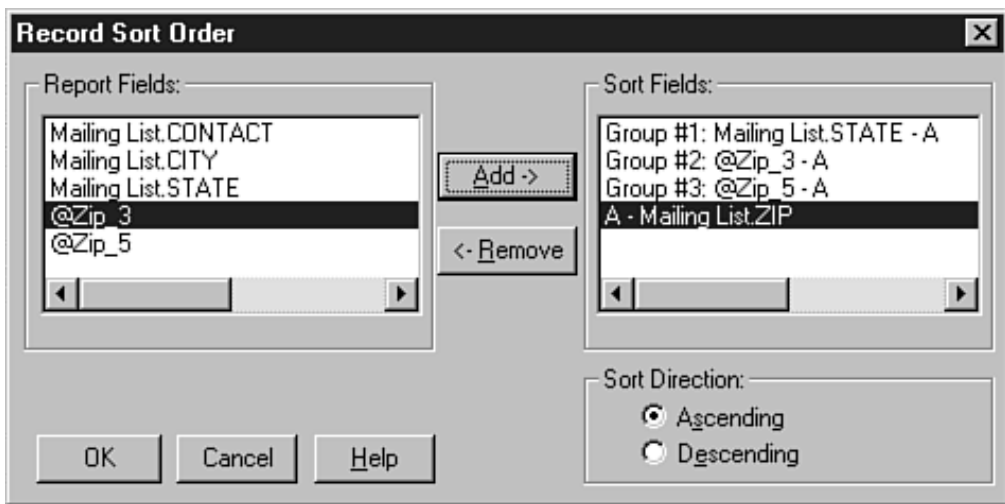 Record Sort Order
Report Fields:
Mailing List.CONTACT
Mailing List.CITY
Mailing List.STATE
@Zip_3
@Zip_5
Add ->
<- Remove
Sort Fields:
Group #1: Mailing List.STATE - A
Group #2: @Zip_3 - A
Group #3: @Zip_5 - A
A - Mailing List.ZIP
Sort Direction:
Ascending
Descending
OK
Cancel
Help